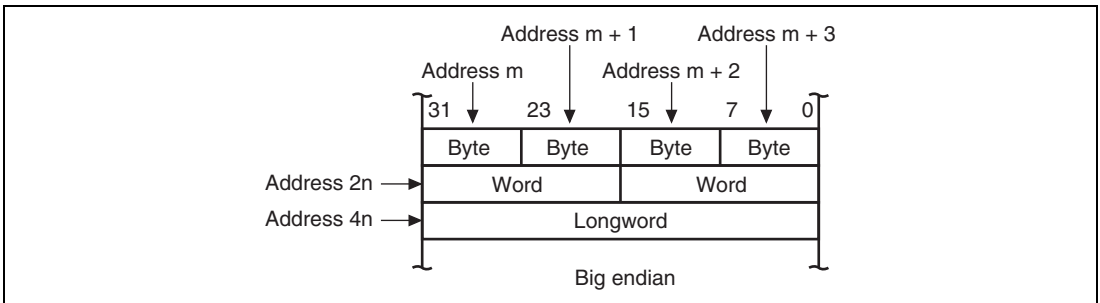 Address m + 1 Address m + 3
Address m Address m + 2
31 23 15 7 0
Byte Byte Byte Byte
Address 2n Word Word
Address 4n Longword
Big endian